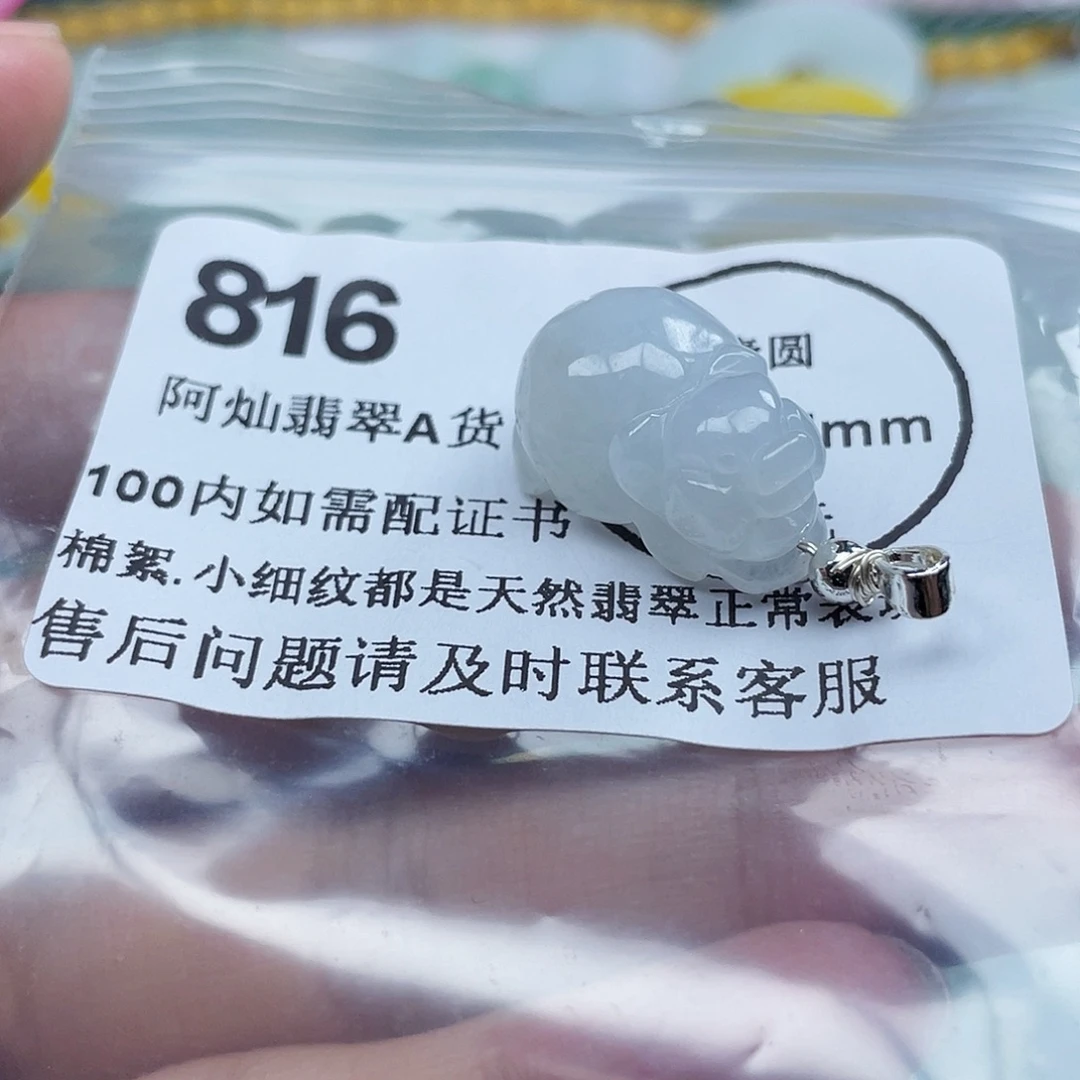 816
圆
阿灿翡翠A货
mm
100内如需配证书
棉絮.小细纹都是天然翡翠正常表现
售后问题请及时联系客服